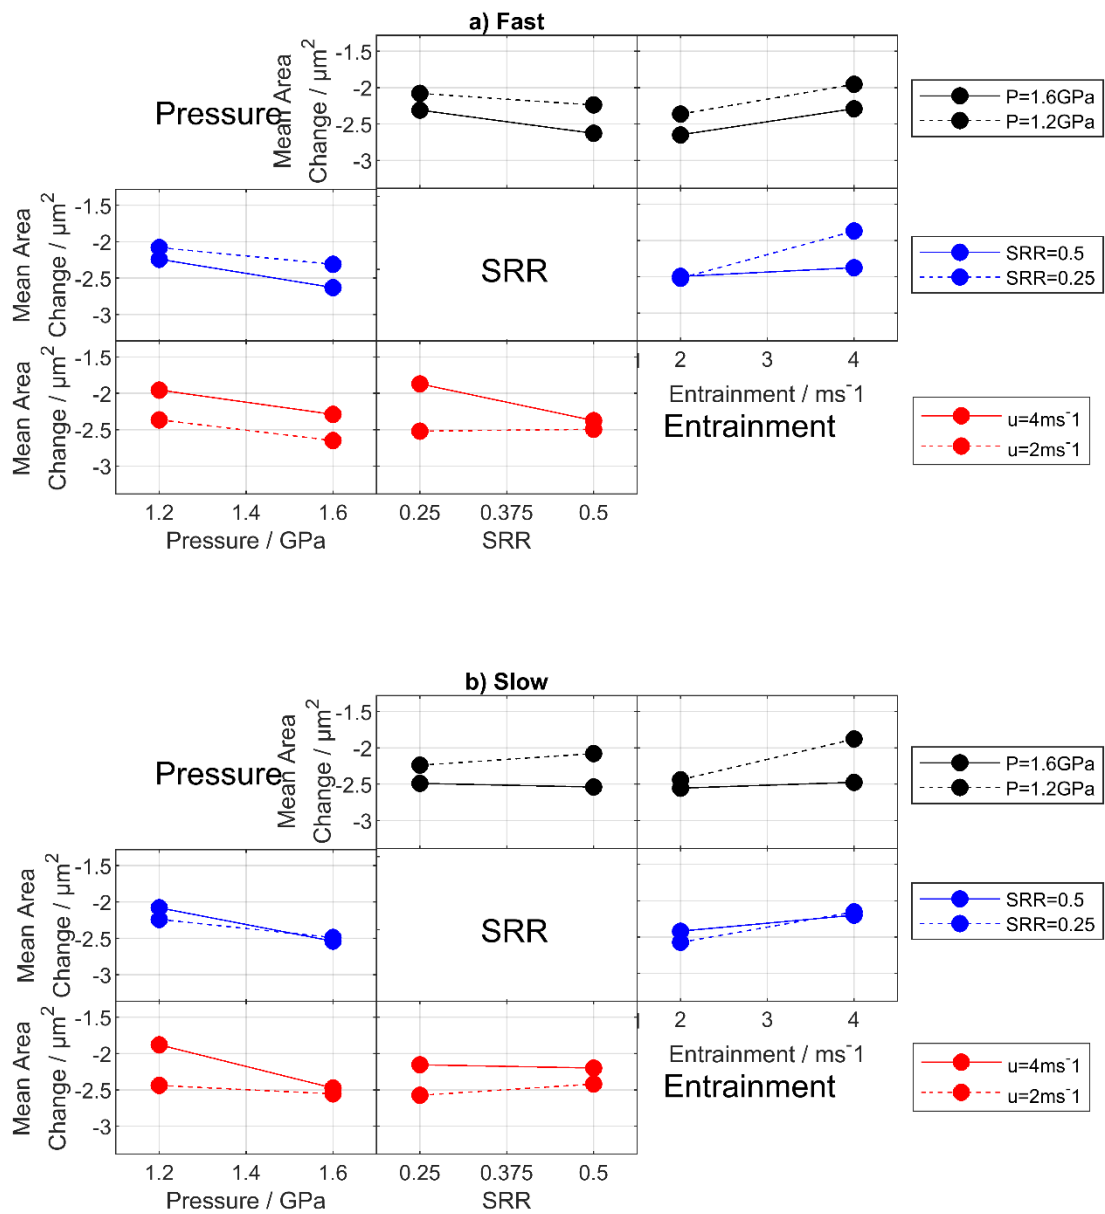 a) Fast
Pressure
Mean Area
Change / μm²
-1.5
-2
-2.5
-3
P=1.6GPa
P=1.2GPa
Mean Area
Change / μm²
-1.5
-2
-2.5
-3
SRR
SRR=0.5
SRR=0.25
Mean Area
Change / μm²
-1.5
-2
-2.5
-3
2 3 4
Entrainment / ms⁻¹
Entrainment
u=4ms⁻1
u=2ms⁻1
1.2 1.4 1.6
Pressure / GPa
0.25 0.375 0.5
SRR
b) Slow
Pressure
Mean Area
Change / μm²
-1.5
-2
-2.5
-3
P=1.6GPa
P=1.2GPa
Mean Area
Change / μm²
-1.5
-2
-2.5
-3
SRR
SRR=0.5
SRR=0.25
Mean Area
Change / μm²
-1.5
-2
-2.5
-3
2 3 4
Entrainment / ms⁻¹
Entrainment
u=4ms⁻1
u=2ms⁻1
1.2 1.4 1.6
Pressure / GPa
0.25 0.375 0.5
SRR